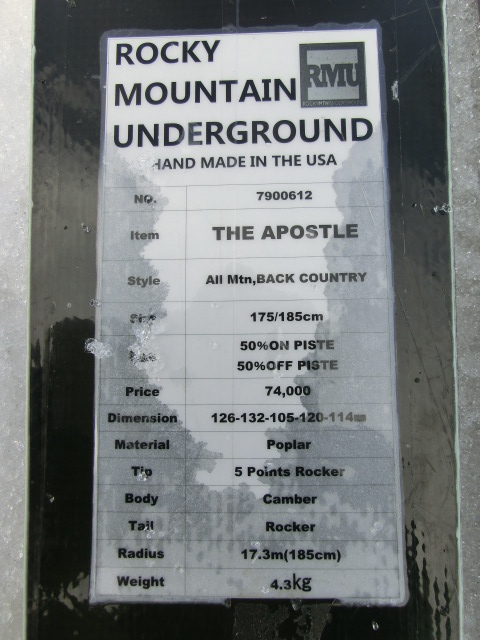 ROCKY
MOUNTAIN
UNDERGROUND
RMU
HAND MADE IN THE USA
NO. 7900612
Item THE APOSTLE
Style All Mtn,BACK COUNTRY
Size 175/185cm
50%ON PISTE
50%OFF PISTE
Price 74,000
Dimension 126-132-105-120-114mm
Material Poplar
Tip 5 Points Rocker
Body Camber
Tail Rocker
Radius 17.3m(185cm)
Weight 4.3kg